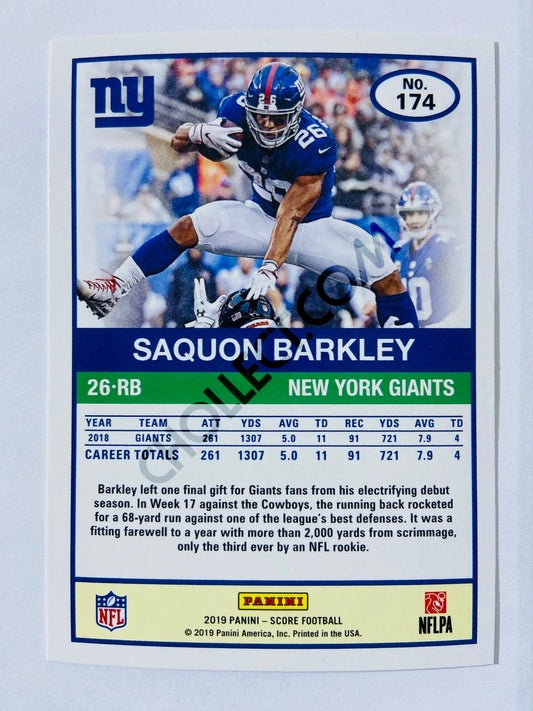 ny
No.
174
26
26
SAQUON BARKLEY
26·RB NEW YORK GIANTS
YEAR TEAM ATT YDS AVG TD REC YDS AVG TD
2018 GIANTS 261 1307 5.0 11 91 721 7.9 4
CAREER TOTALS 261 1307 5.0 11 91 721 7.9 4
Barkley left one final gift for Giants fans from his electrifying debut
season. In Week 17 against the Cowboys, the running back rocketed
for a 68-yard run against one of the league's best defenses. It was a
fitting farewell to a year with more than 2,000 yards from scrimmage,
only the third ever by an NFL rookie.
CHOLLECT.COM
NFL
PANINI
2019 PANINI – SCORE FOOTBALL
© 2019 Panini America, Inc. Printed in the USA.
NFLPA